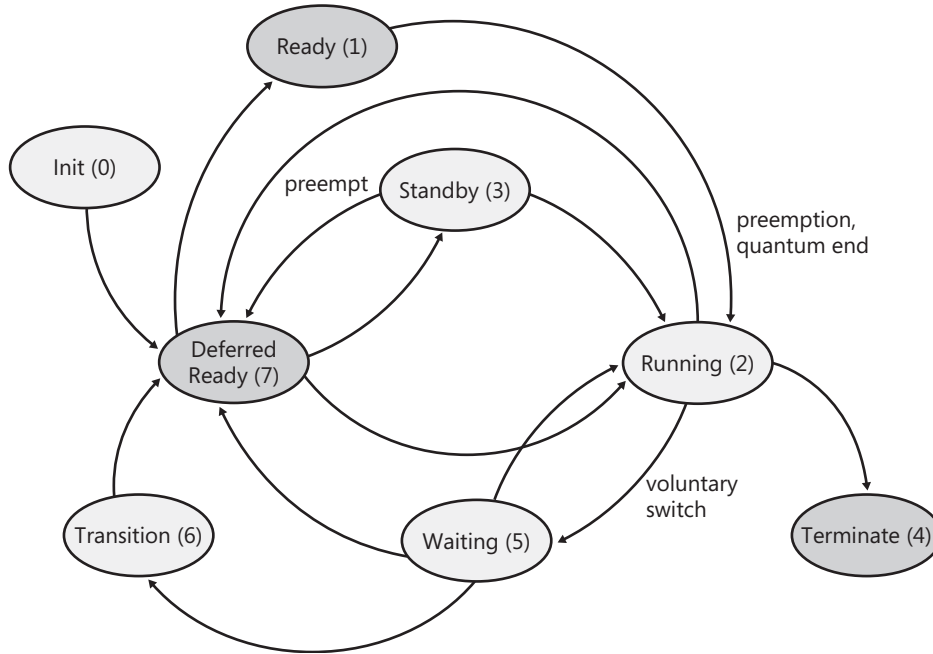 Ready (1)
Init (0)
preempt
Standby (3)
preemption,
quantum end
Deferred
Ready (7)
Running (2)
voluntary
switch
Transition (6)
Waiting (5)
Terminate (4)